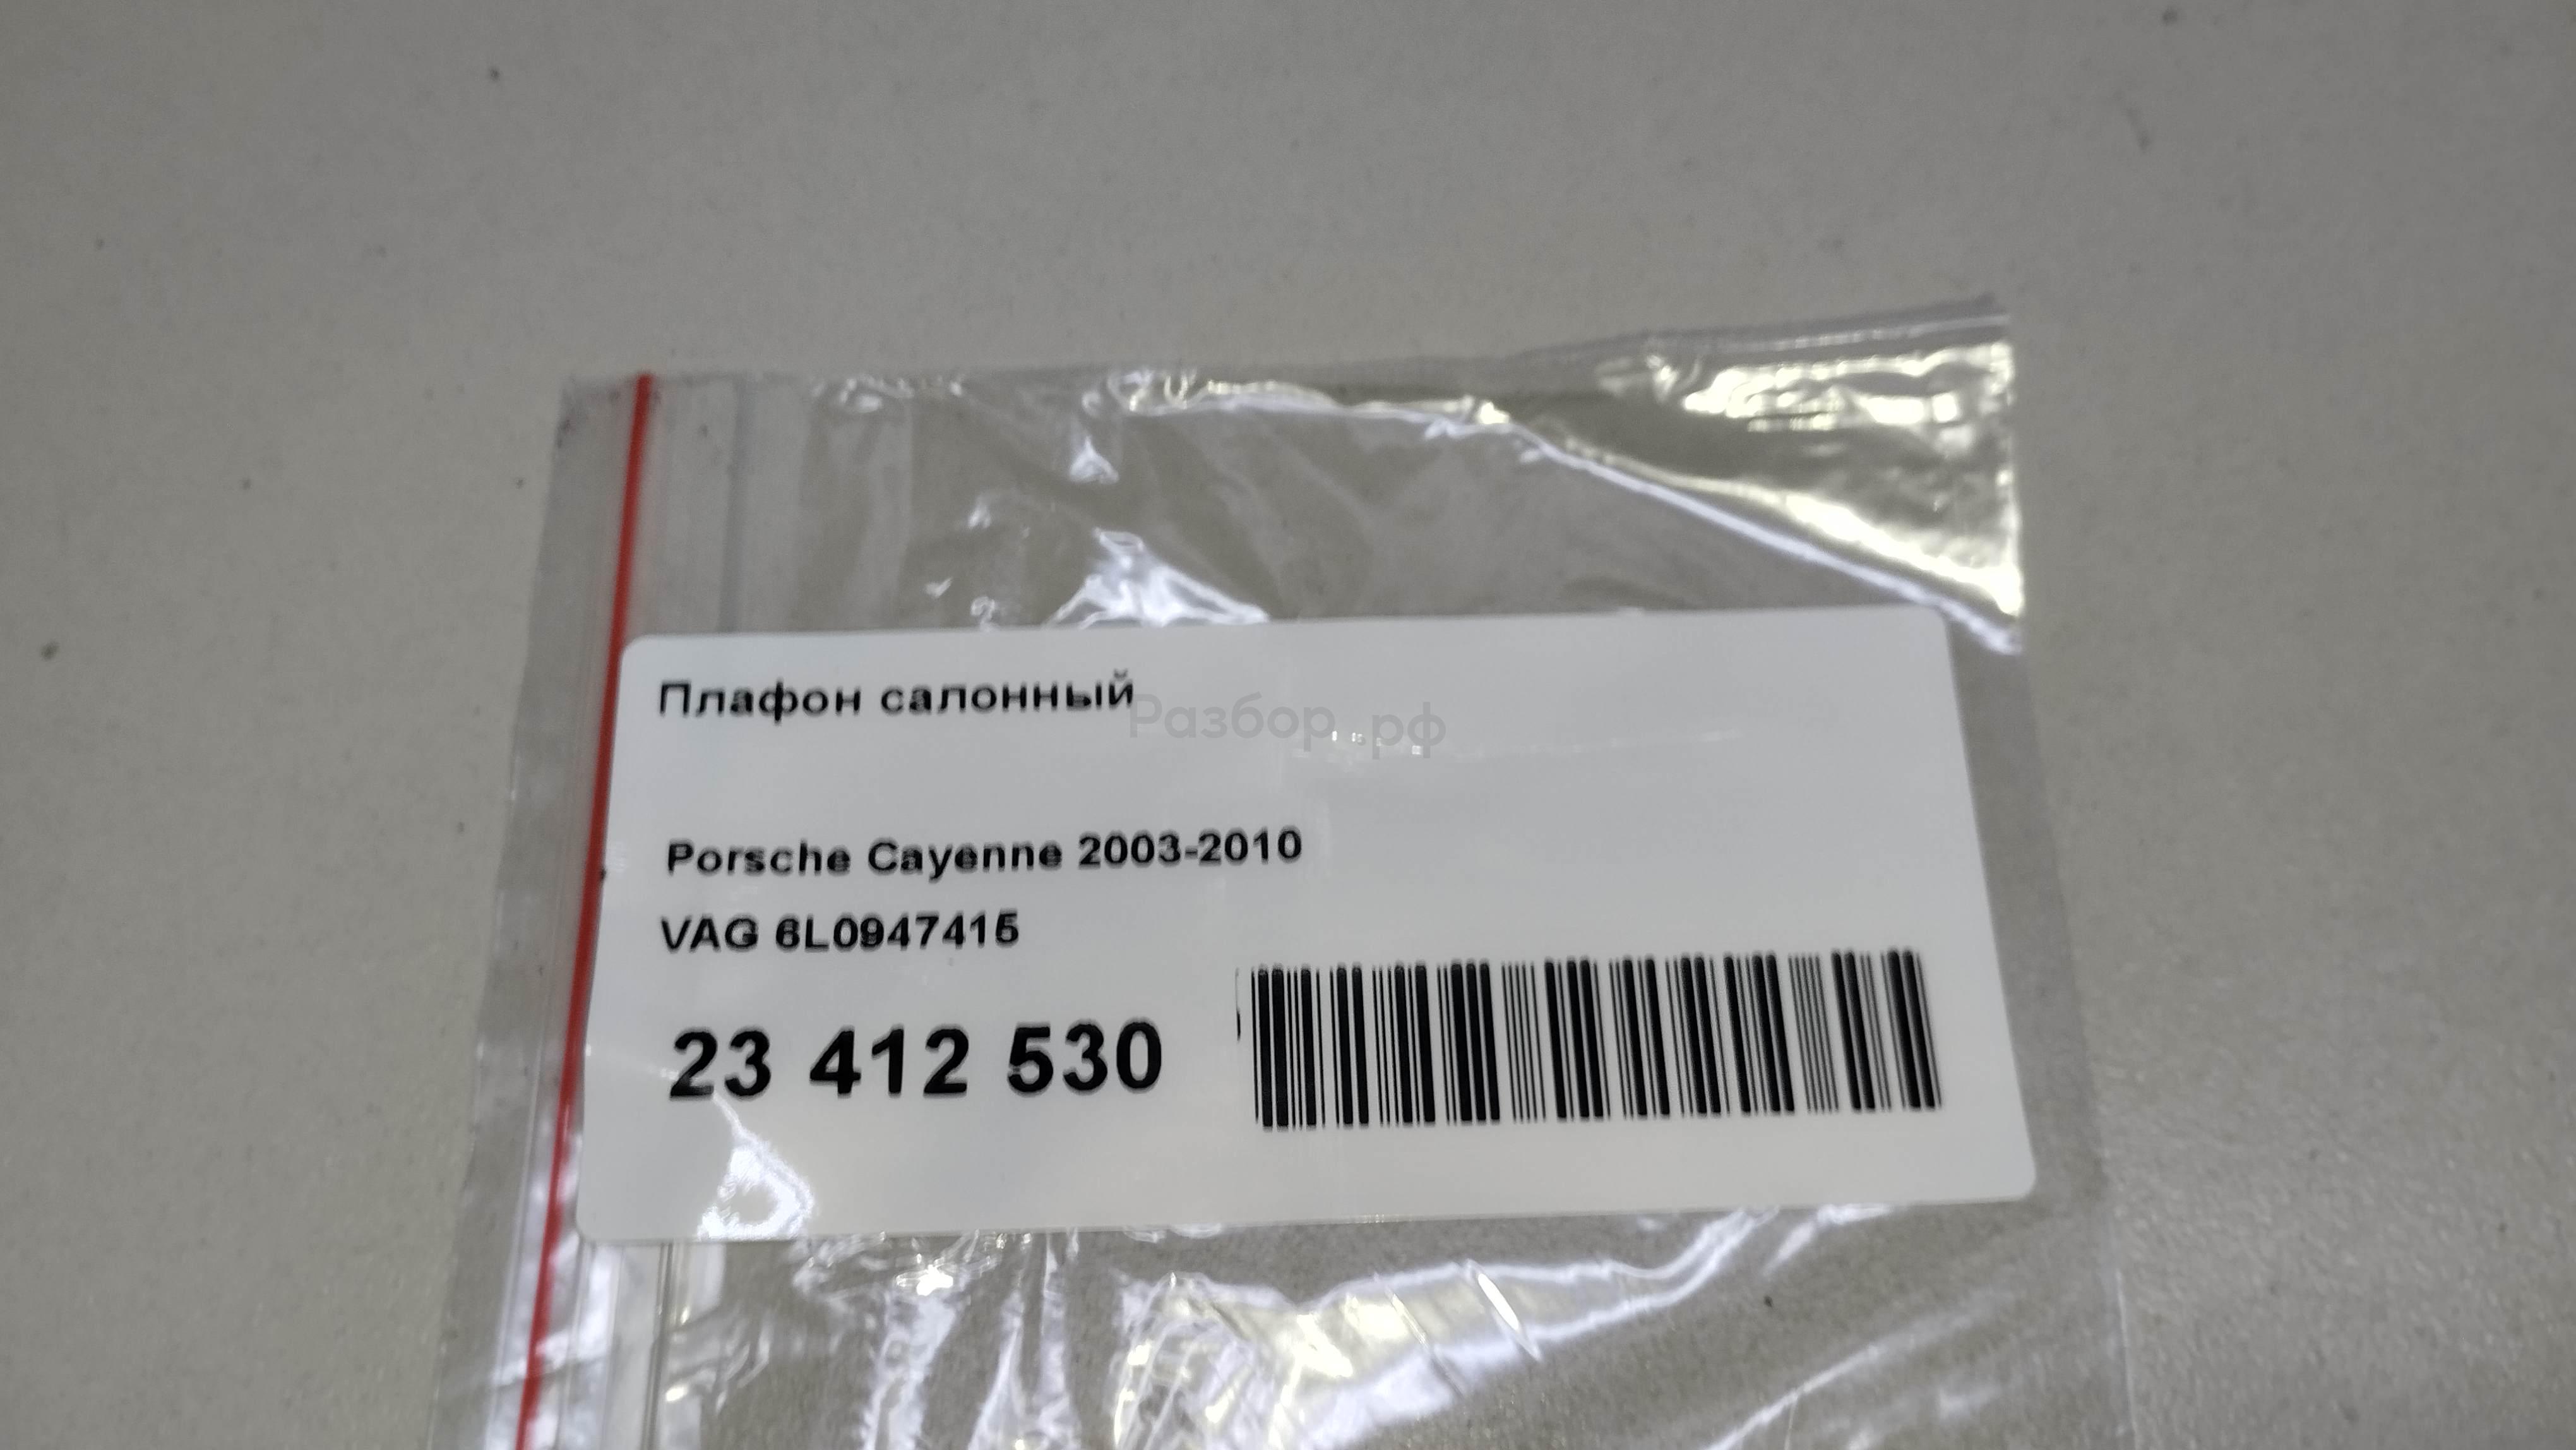 Плафон салонный
Разбор.рф
Porsche Cayenne 2003-2010
VAG 6L0947415
23 412 530